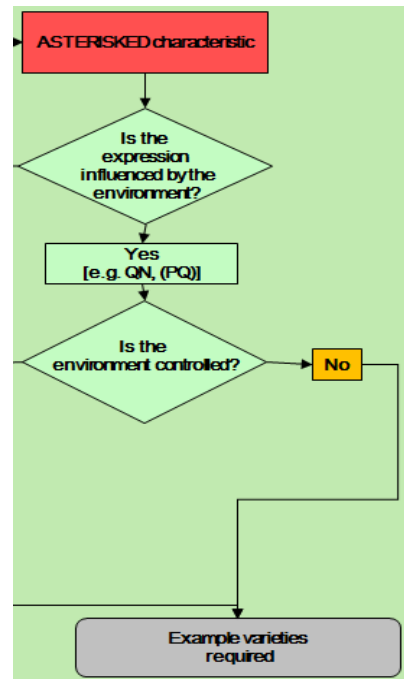 ASTERISKED characteristic
Is the
expression
influenced by the
environment?
Yes
[e.g. QN, (PQ)]
Is the
environment controlled?
No
Example varieties
required